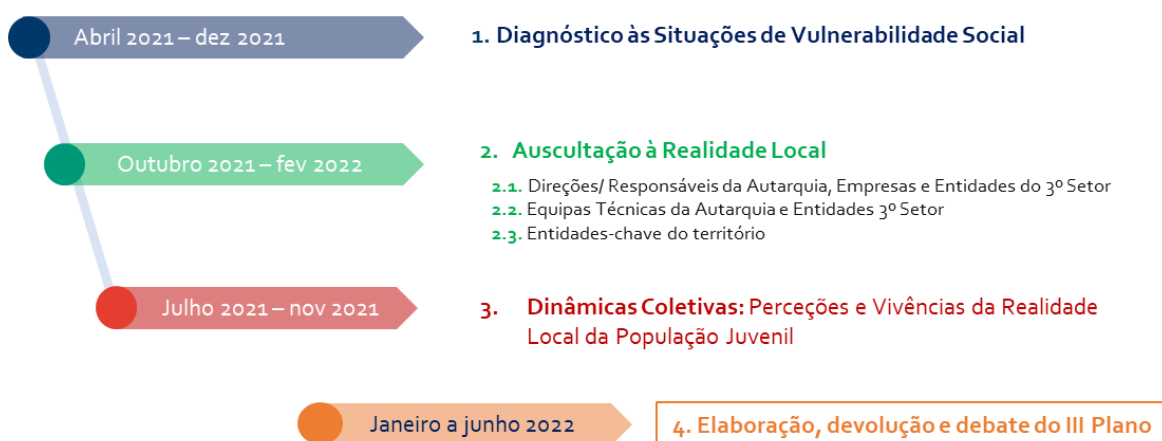 Abril 2021 – dez 2021
1. Diagnóstico às Situações de Vulnerabilidade Social
Outubro 2021 – fev 2022
2. Auscultação à Realidade Local
2.1. Direções/ Responsáveis da Autarquia, Empresas e Entidades do 3º Setor
2.2. Equipas Técnicas da Autarquia e Entidades 3º Setor
2.3. Entidades-chave do território
Julho 2021 – nov 2021
3. Dinâmicas Coletivas: Perceções e Vivências da Realidade
Local da População Juvenil
Janeiro a junho 2022
4. Elaboração, devolução e debate do III Plano